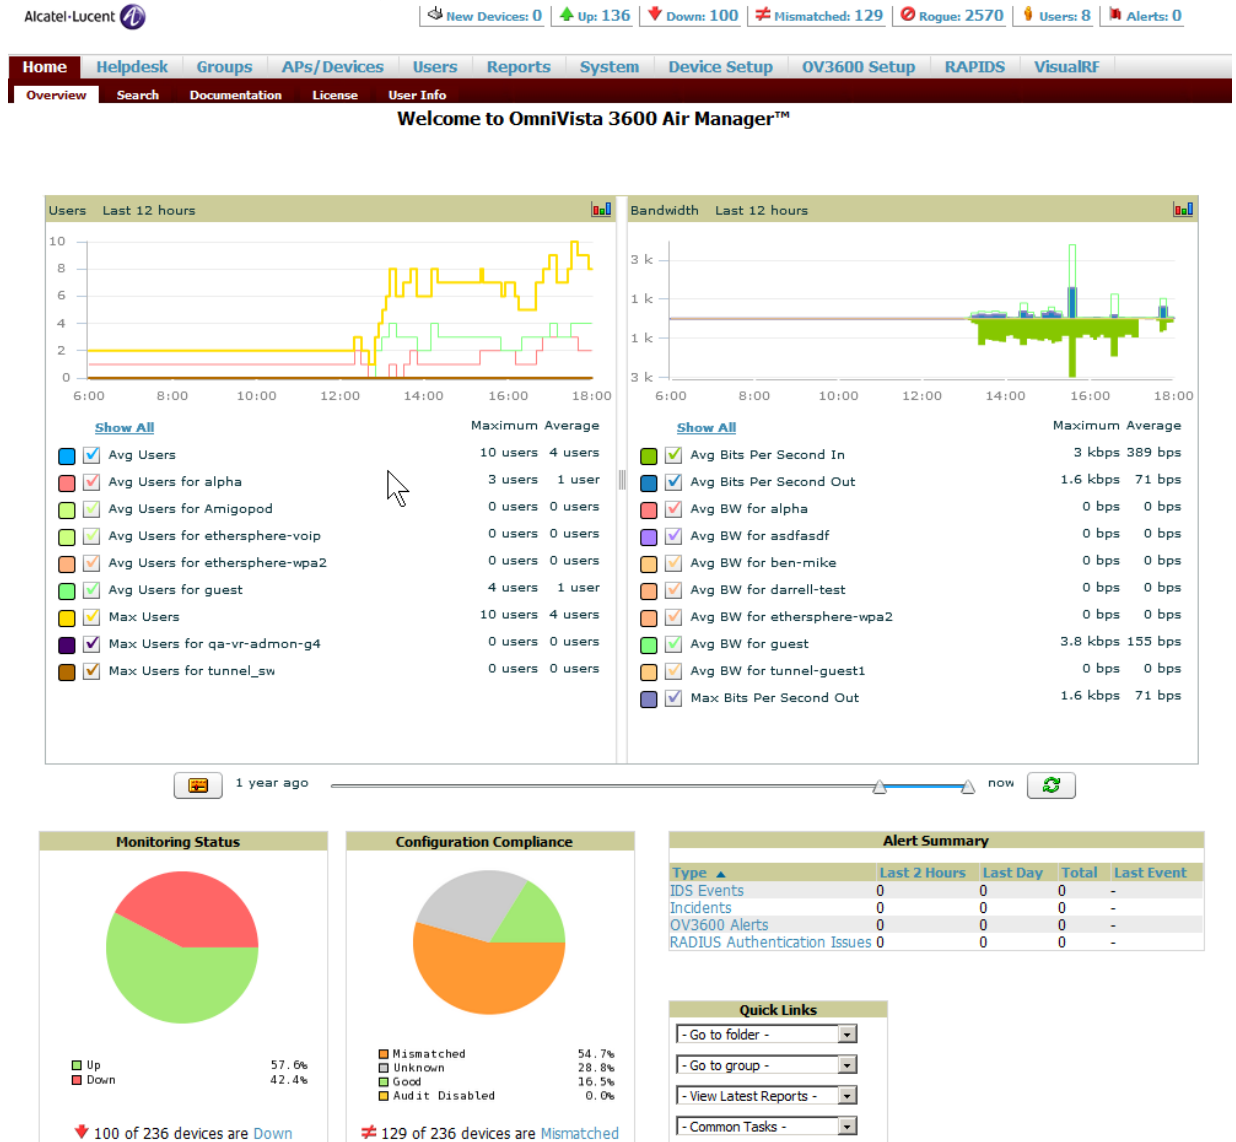 Alcatel·Lucent
New Devices: 0 Up: 136 Down: 100 Mismatched: 129 Rogue: 2570 Users: 8 Alerts: 0
Home Helpdesk Groups APs/Devices Users Reports System Device Setup OV3600 Setup RAPIDS VisualRF
Overview Search Documentation License User Info
Welcome to OmniVista 3600 Air Manager™
Users Last 12 hours
10
8
6
4
2
0
6:00 8:00 10:00 12:00 14:00 16:00 18:00
Show All Maximum Average
Avg Users 10 users 4 users
Avg Users for alpha 3 users 1 user
Avg Users for Amigopod 0 users 0 users
Avg Users for ethersphere-voip 0 users 0 users
Avg Users for ethersphere-wpa2 0 users 0 users
Avg Users for guest 4 users 1 user
Max Users 10 users 4 users
Max Users for qa-vr-admon-g4 0 users 0 users
Max Users for tunnel_sw 0 users 0 users
Bandwidth Last 12 hours
3 k
1 k
1 k
3 k
6:00 8:00 10:00 12:00 14:00 16:00 18:00
Show All Maximum Average
Avg Bits Per Second In 3 kbps 389 bps
Avg Bits Per Second Out 1.6 kbps 71 bps
Avg BW for alpha 0 bps 0 bps
Avg BW for asdfasdf 0 bps 0 bps
Avg BW for ben-mike 0 bps 0 bps
Avg BW for darrell-test 0 bps 0 bps
Avg BW for ethersphere-wpa2 0 bps 0 bps
Avg BW for guest 3.8 kbps 155 bps
Avg BW for tunnel-guest1 0 bps 0 bps
Max Bits Per Second Out 1.6 kbps 71 bps
1 year ago now
Monitoring Status
Up 57.6%
Down 42.4%
100 of 236 devices are Down
Configuration Compliance
Mismatched 54.7%
Unknown 28.8%
Good 16.5%
Audit Disabled 0.0%
129 of 236 devices are Mismatched
Alert Summary
Type Last 2 Hours Last Day Total Last Event
IDS Events 0 0 0 -
Incidents 0 0 0 -
OV3600 Alerts 0 0 0 -
RADIUS Authentication Issues 0 0 0 -
Quick Links
- Go to folder -
- Go to group -
- View Latest Reports -
- Common Tasks -